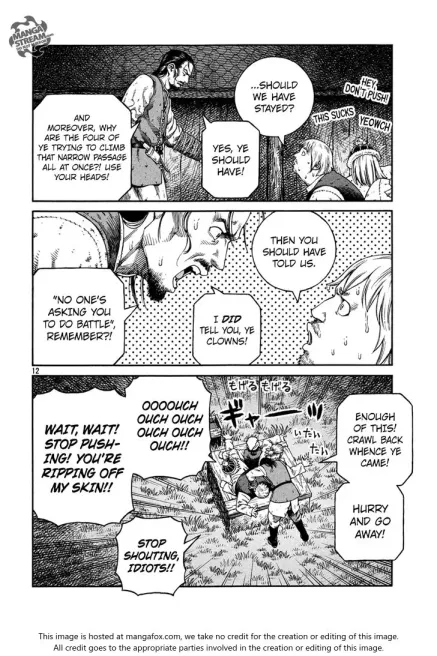 MANGA
STREAM
HEY,
DON'T PUSH!
THIS SUCKS
YEOWCH
...SHOULD
WE HAVE
STAYED?
YES, YE
SHOULD
HAVE!
AND
MOREOVER, WHY
ARE THE FOUR OF
YE TRYING TO CLIMB
THAT NARROW PASSAGE
ALL AT ONCE?! USE
YOUR HEADS!
THEN YOU
SHOULD HAVE
TOLD US.
I DID
TELL YOU, YE
CLOWNS!
"NO ONE'S
ASKING YOU
TO DO BATTLE",
REMEMBER?!
12
ENOUGH
OF THIS!
CRAWL BACK
WHENCE YE
CAME!
HURRY
AND GO
AWAY!
もげる もげる
ギャーッ
いたい
たい
OOOOUCH
OUCH OUCH
OUCH OUCH
OUCH!!
WAIT, WAIT!
STOP PUSH-
ING! YOU'RE
RIPPING OFF
MY SKIN!!
STOP
SHOUTING,
IDIOTS!!
This image is hosted at mangafox.com, we take no credit for the creation or editing of this image.
All credit goes to the appropriate parties involved in the creation or editing of this image.